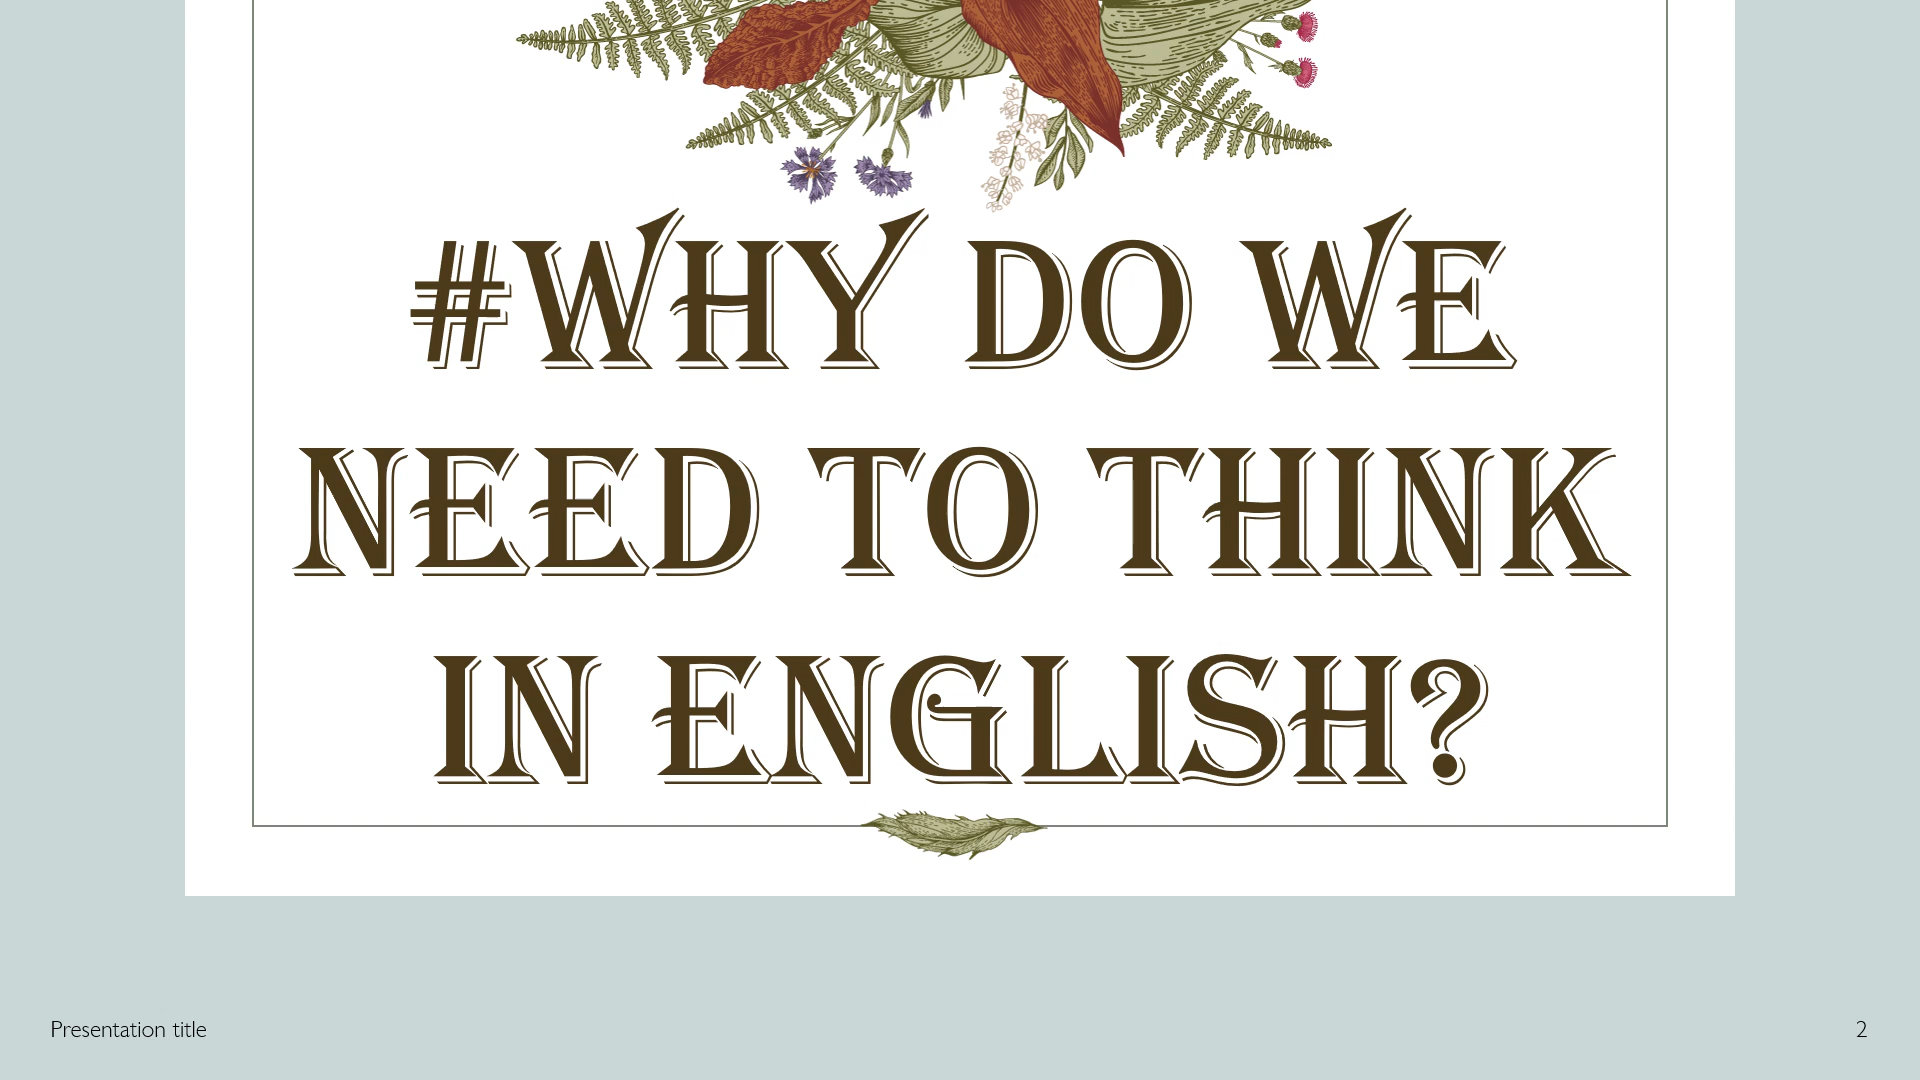 #WHY DO WE
NEED TO THINK
IN ENGLISH?
Presentation title
2